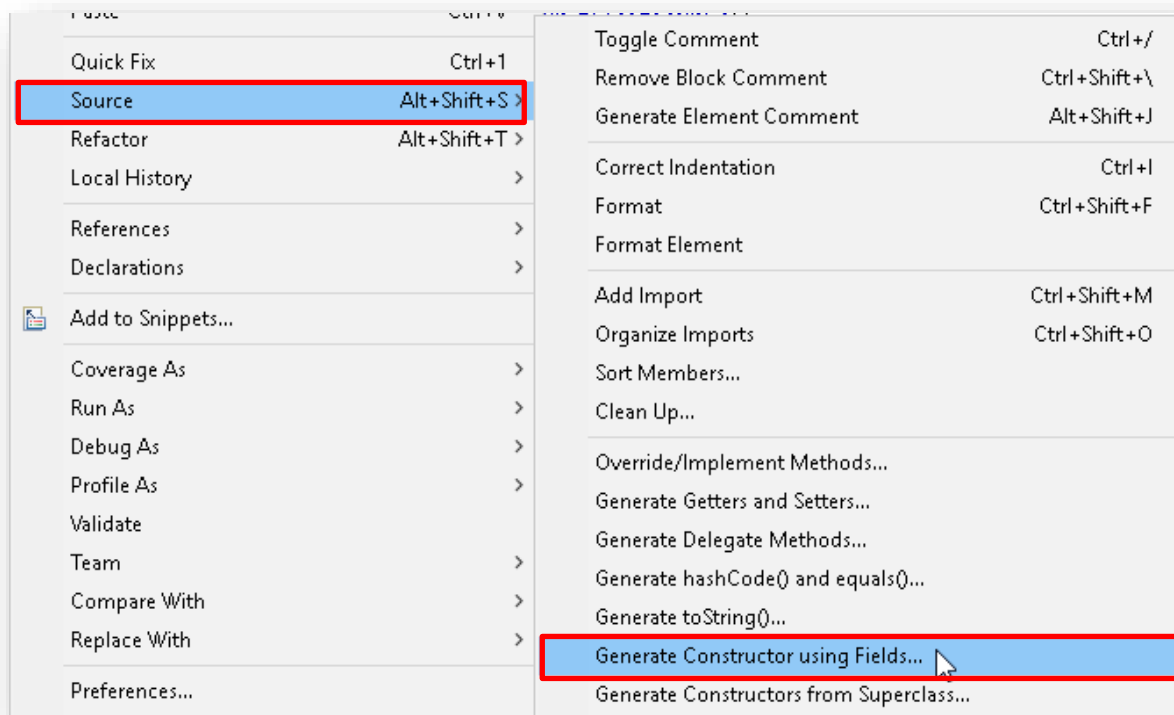 Paste Ctrl+V
Quick Fix Ctrl+1
Source Alt+Shift+S >
Refactor Alt+Shift+T >
Local History >
References >
Declarations >
Add to Snippets...
Coverage As >
Run As >
Debug As >
Profile As >
Validate
Team >
Compare With >
Replace With >
Preferences...
Toggle Comment Ctrl+/
Remove Block Comment Ctrl+Shift+\
Generate Element Comment Alt+Shift+J
Correct Indentation Ctrl+I
Format Ctrl+Shift+F
Format Element
Add Import Ctrl+Shift+M
Organize Imports Ctrl+Shift+O
Sort Members...
Clean Up...
Override/Implement Methods...
Generate Getters and Setters...
Generate Delegate Methods...
Generate hashCode() and equals()...
Generate toString()...
Generate Constructor using Fields...
Generate Constructors from Superclass...